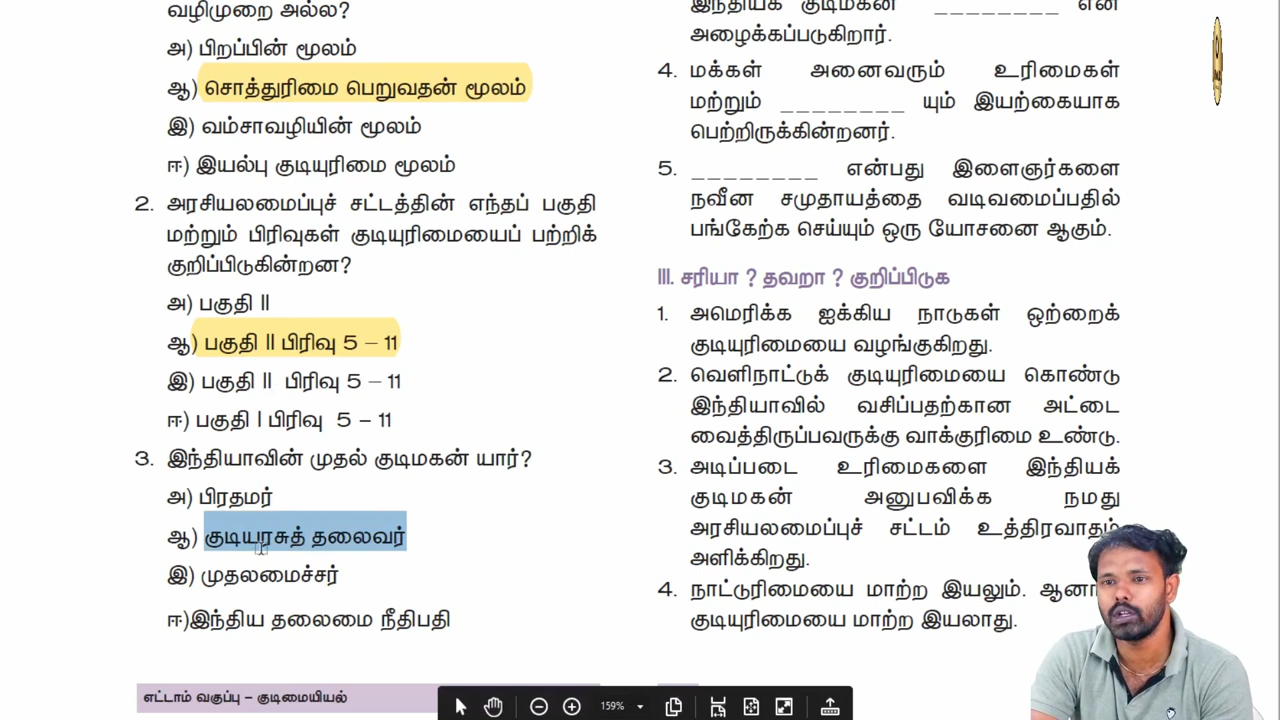 வழிமுறை அல்ல?
அ) பிறப்பின் மூலம்
ஆ) சொத்துரிமை பெறுவதன் மூலம்
இ) வம்சாவழியின் மூலம்
ஈ) இயல்பு குடியுரிமை மூலம்
2. அரசியலமைப்புச் சட்டத்தின் எந்தப் பகுதி
மற்றும் பிரிவுகள் குடியுரிமையைப் பற்றிக்
குறிப்பிடுகின்றன?
அ) பகுதி II
ஆ) பகுதி II பிரிவு 5 – 11
இ) பகுதி II பிரிவு 5 – 11
ஈ) பகுதி I பிரிவு 5 – 11
3. இந்தியாவின் முதல் குடிமகன் யார்?
அ) பிரதமர்
ஆ) குடியரசுத் தலைவர்
இ) முதலமைச்சர்
ஈ)இந்திய தலைமை நீதிபதி
எட்டாம் வகுப்பு – குடிமையியல்
இந்தியக் குடிமகன் ________ என
அழைக்கப்படுகிறார்.
4. மக்கள் அனைவரும் உரிமைகள்
மற்றும் ________ யும் இயற்கையாக
பெற்றிருக்கின்றனர்.
5. ________ என்பது இளைஞர்களை
நவீன சமுதாயத்தை வடிவமைப்பதில்
பங்கேற்க செய்யும் ஒரு யோசனை ஆகும்.
III. சரியா ? தவறா ? குறிப்பிடுக
1. அமெரிக்க ஐக்கிய நாடுகள் ஒற்றைக்
குடியுரிமையை வழங்குகிறது.
2. வெளிநாட்டுக் குடியுரிமையை கொண்டு
இந்தியாவில் வசிப்பதற்கான அட்டை
வைத்திருப்பவருக்கு வாக்குரிமை உண்டு.
3. அடிப்படை உரிமைகளை இந்தியக்
குடிமகன் அனுபவிக்க நமது
அரசியலமைப்புச் சட்டம் உத்திரவாதம்
அளிக்கிறது.
4. நாட்டுரிமையை மாற்ற இயலும்.
குடியுரிமையை மாற்ற இயலாது.
159%